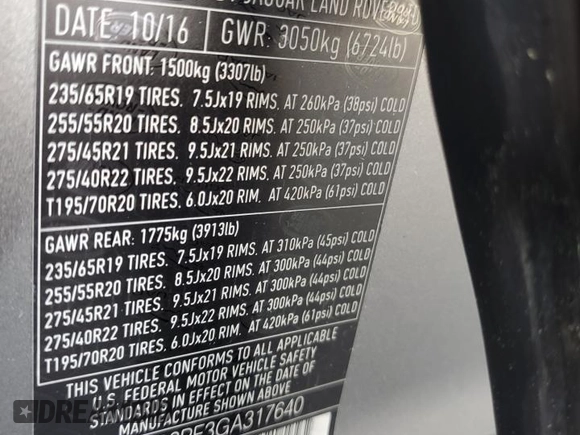 JAGUAR LAND ROVER
DATE: 10/16 GWR: 3050kg (6724lb)
GAWR FRONT: 1500kg (3307lb)
235/65R19 TIRES. 7.5Jx19 RIMS. AT 260kPa (38psi) COLD
255/55R20 TIRES. 8.5Jx20 RIMS. AT 250kPa (37psi) COLD
275/45R21 TIRES. 9.5Jx21 RIMS. AT 250kPa (37psi) COLD
275/40R22 TIRES. 9.5Jx22 RIMS. AT 250kPa (37psi) COLD
T195/70R20 TIRES. 6.0Jx20 RIM. AT 420kPa (61psi) COLD
GAWR REAR: 1775kg (3913lb)
235/65R19 TIRES. 7.5Jx19 RIMS. AT 310kPa (45psi) COLD
255/55R20 TIRES. 8.5Jx20 RIMS. AT 300kPa (44psi) COLD
275/45R21 TIRES. 9.5Jx21 RIMS. AT 300kPa (44psi) COLD
275/40R22 TIRES. 9.5Jx22 RIMS. AT 300kPa (44psi) COLD
T195/70R20 TIRES. 6.0Jx20 RIM. AT 420kPa (61psi) COLD
THIS VEHICLE CONFORMS TO ALL APPLICABLE
U.S. FEDERAL MOTOR VEHICLE SAFETY
STANDARDS IN EFFECT ON THE DATE OF
3GA317640